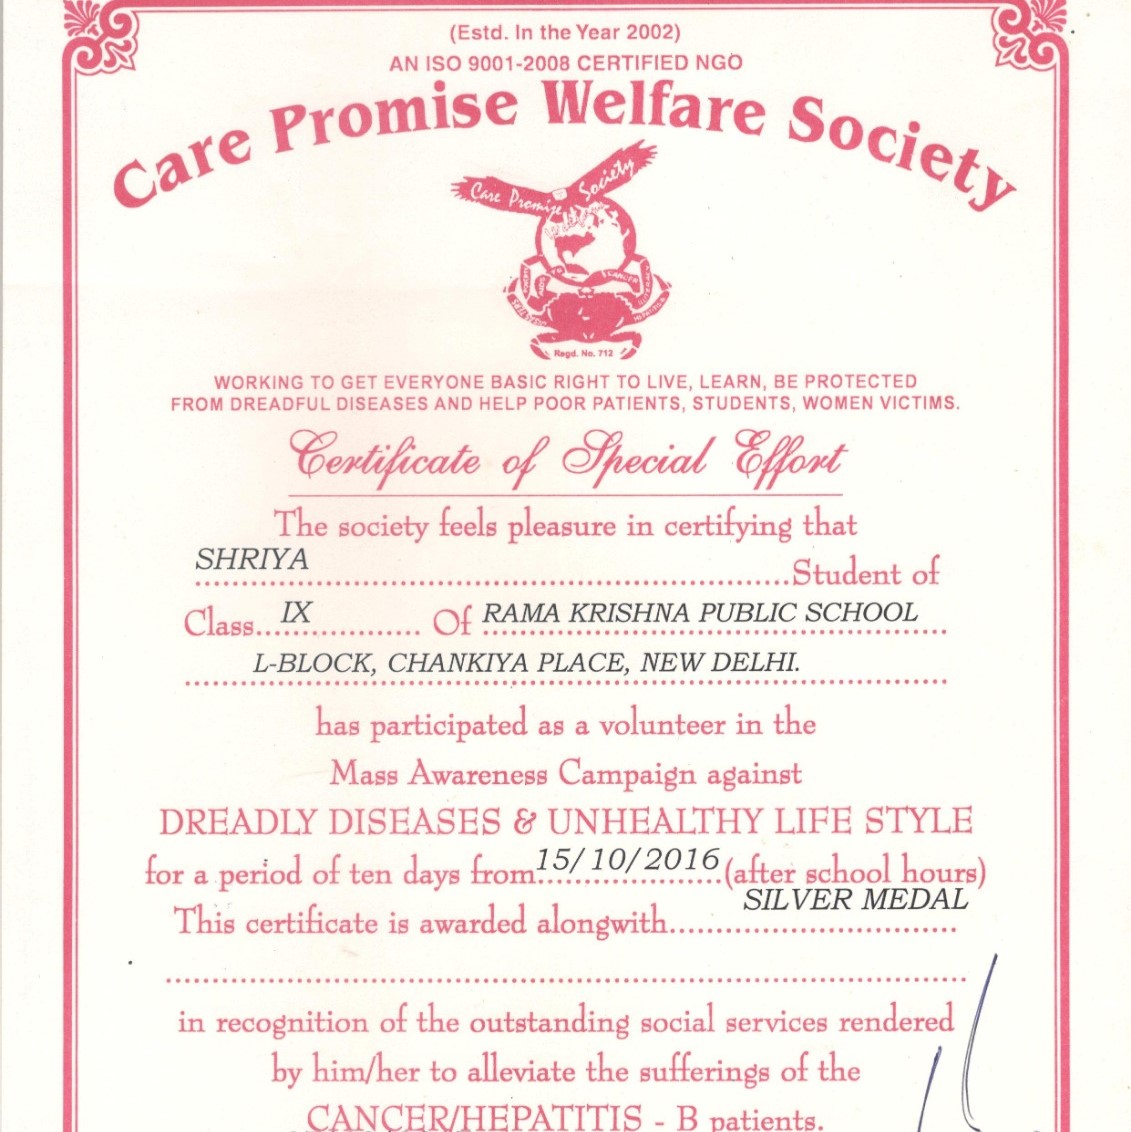 (Estd. In the Year 2002)
AN ISO 9001-2008 CERTIFIED NGO
Care Promise Welfare Society
Care Promise Society
Welfare
CANCER
Regd. No. 712
WORKING TO GET EVERYONE BASIC RIGHT TO LIVE, LEARN, BE PROTECTED
FROM DREADFUL DISEASES AND HELP POOR PATIENTS, STUDENTS, WOMEN VICTIMS.
Certificate of Special Effort
The society feels pleasure in certifying that
SHRIYA Student of
Class IX Of RAMA KRISHNA PUBLIC SCHOOL
L-BLOCK, CHANKIYA PLACE, NEW DELHI.
has participated as a volunteer in the
Mass Awareness Campaign against
DREADLY DISEASES & UNHEALTHY LIFE STYLE
for a period of ten days from 15/10/2016 (after school hours)
This certificate is awarded alongwith SILVER MEDAL
in recognition of the outstanding social services rendered
by him/her to alleviate the sufferings of the
CANCER/HEPATITIS - B patients.